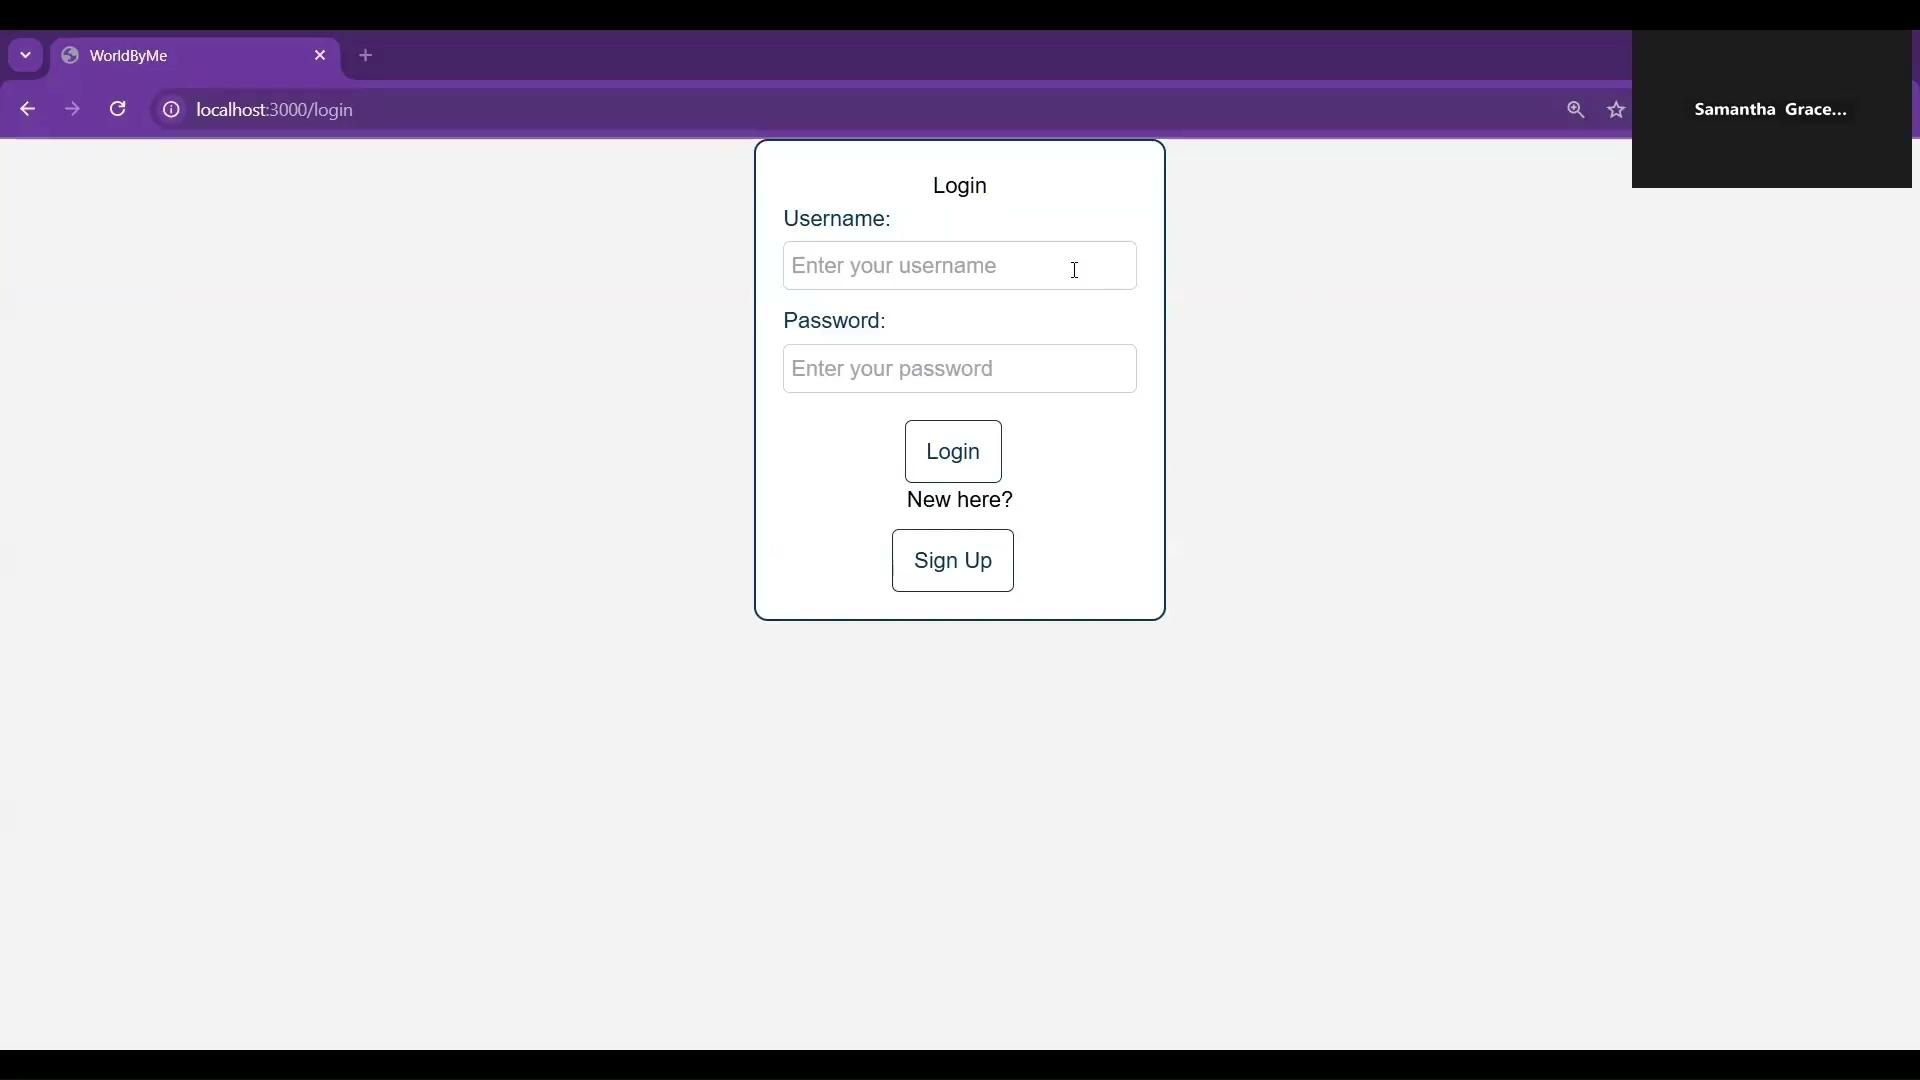 WorldByMe
localhost:3000/login
Samantha Grace...
Login
Username:
Enter your username
Password:
Enter your password
Login
New here?
Sign Up